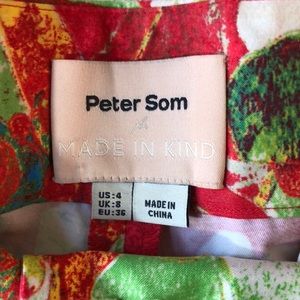 Peter Som
MADE IN KIND
US:4
UK:8
EU:36
MADE IN
CHINA